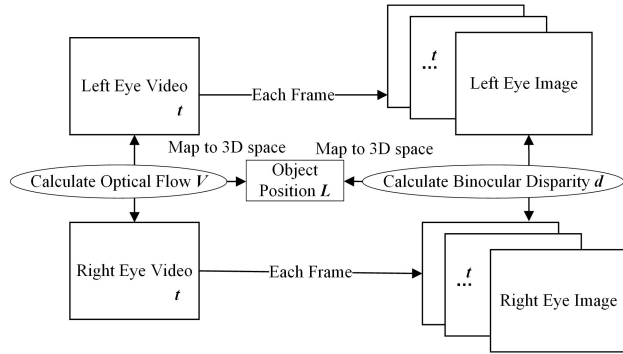 Left Eye Video
t
Each Frame
... t
Left Eye Image
Map to 3D space
Map to 3D space
Calculate Optical Flow V
Object
Position L
Calculate Binocular Disparity d
Right Eye Video
t
Each Frame
... t
Right Eye Image